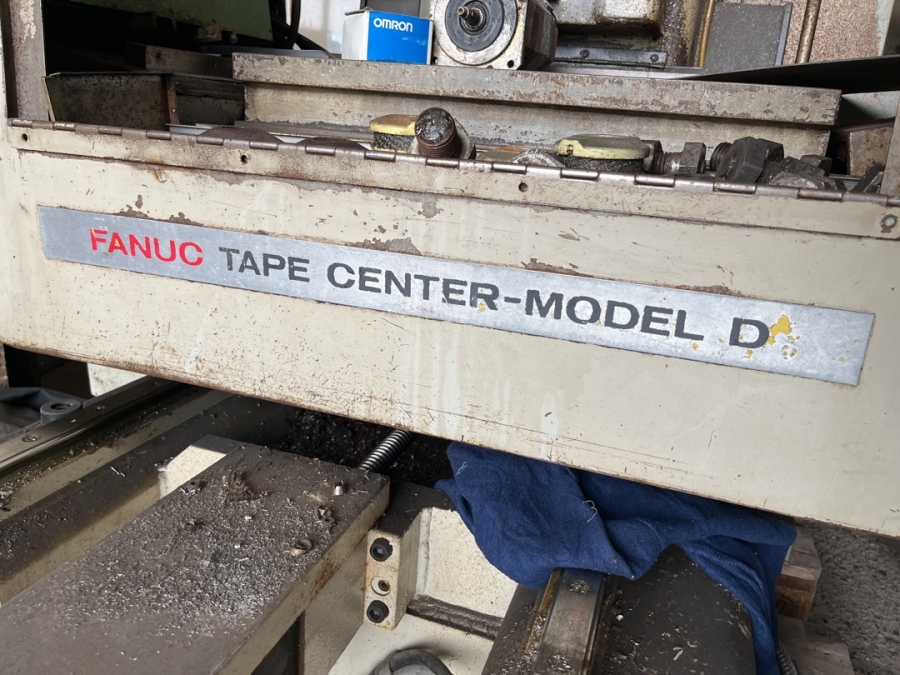 OMRON
FANUC TAPE CENTER-MODEL D